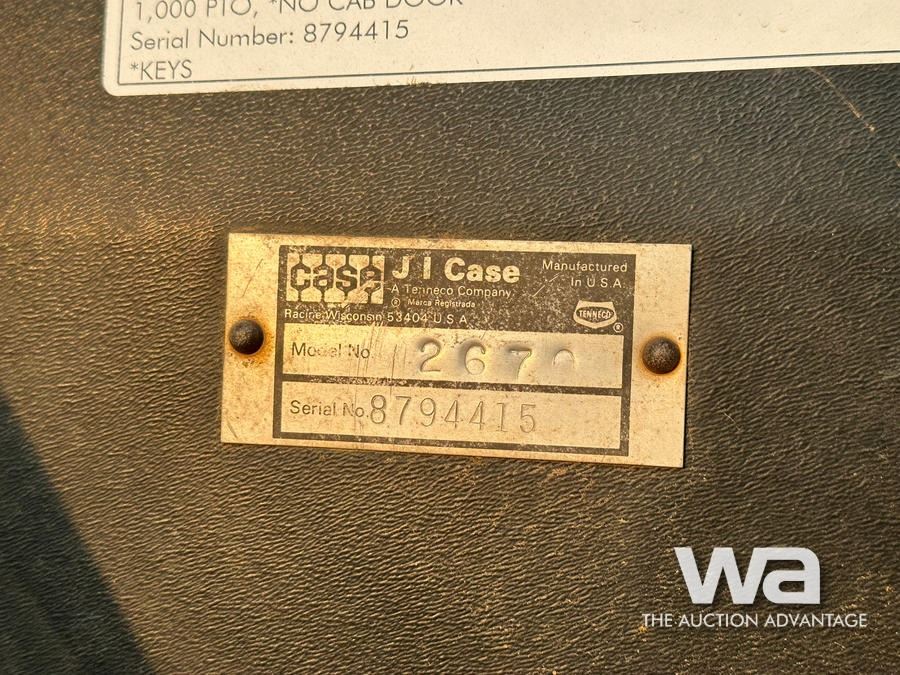 1,000 PTO, *NO CAB DOOR
Serial Number: 8794415
*KEYS
case J I Case
A Tenneco Company
® Marca Registrada
Racine, Wisconsin 53404 U.S.A.
Manufactured
In U.S.A.
TENNECO ®
Model No. 2670
Serial No. 8794415
wa
THE AUCTION ADVANTAGE